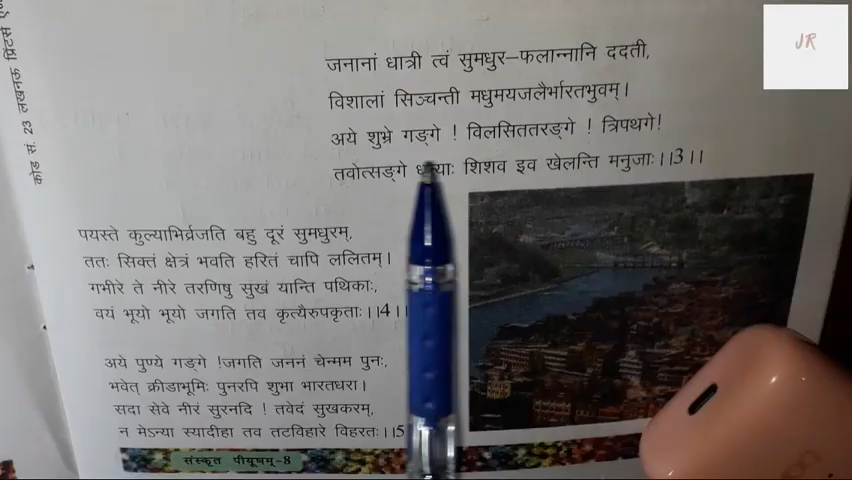 कोड सं. 23 लखनऊ प्रिंटर्स
जनानां धात्री त्वं सुमधुर–फलान्नानि ददती,
विशालां सिञ्चन्ती मधुमयजलैर्भारतभुवम्।
अये शुभ्रे गङ्गे ! विलसिततरङ्गे ! त्रिपथगे!
तवोत्सङ्गे शिशव इव खेलन्ति मनुजाः।।3।।
पयस्ते कुल्याभिर्व्रजति बहु दूरं सुमधुरम्,
ततः सिक्तं क्षेत्रं भवति हरितं चापि ललितम्।
गभीरे ते नीरे तरणिषु सुखं यान्ति पथिकाः,
वयं भूयो भूयो जगति तव कृत्यैरुपकृताः।।4।।
अये पुण्ये गङ्गे !जगति जननं चेन्मम पुनः,
भवेत् क्रीडाभूमिः पुनरपि शुभा भारतधरा।
सदा सेवे नीरं सुरनदि ! तवेदं सुखकरम्,
न मेऽन्या स्यादीहा तव तटविहारे विहरतः।।5
संस्कृत पीयूषम्-8
JR